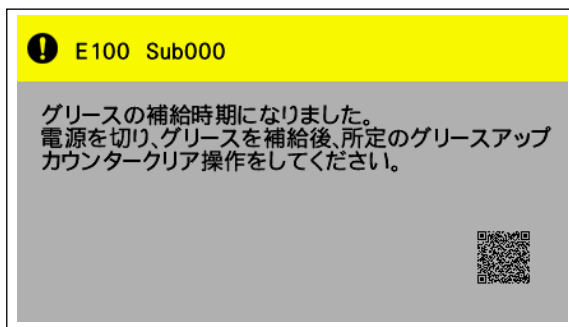 E100 Sub000
グリースの補給時期になりました。
電源を切り、グリースを補給後、所定のグリースアップ
カウンタークリア操作をしてください。